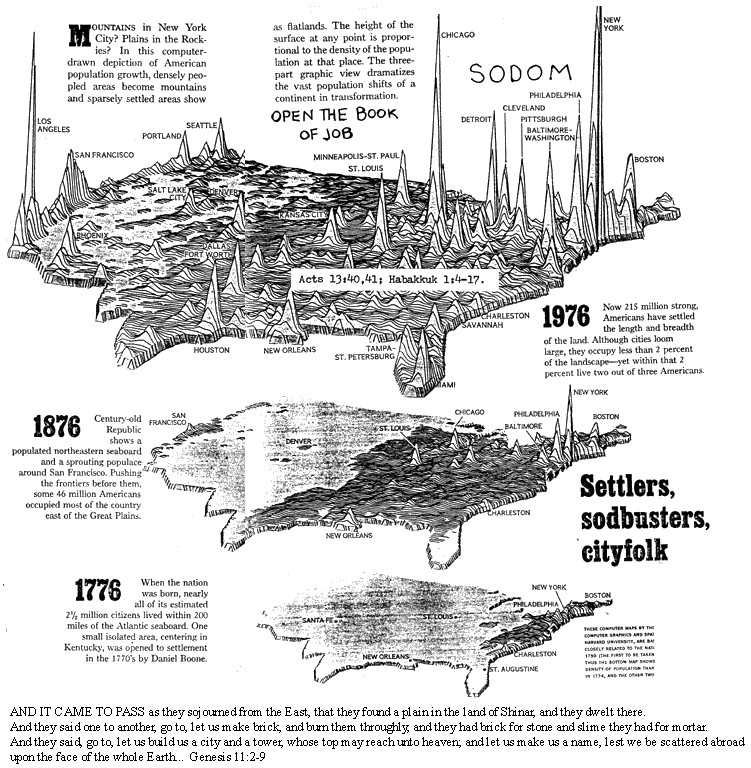 MOUNTAINS in New York
City? Plains in the Rock-
ies? In this computer-
drawn depiction of American
population growth, densely peo-
pled areas become mountains
and sparsely settled areas show
as flatlands. The height of the
surface at any point is propor-
tional to the density of the popu-
lation at that place. The three-
part graphic view dramatizes
the vast population shifts of a
continent in transformation.
OPEN THE BOOK
OF JOB
SODOM
CHICAGO
NEW
YORK
PHILADELPHIA
CLEVELAND
DETROIT
PITTSBURGH
BALTIMORE-
WASHINGTON
BOSTON
LOS
ANGELES
SEATTLE
PORTLAND
SAN FRANCISCO
MINNEAPOLIS-ST. PAUL
ST. LOUIS
SALT LAKE
CITY
DENVER
KANSAS CITY
PHOENIX
DALLAS
FORT WORTH
Acts 13:40,41; Habakkuk 1:4-17.
CHARLESTON
SAVANNAH
HOUSTON
NEW ORLEANS
TAMPA-
ST. PETERSBURG
MIAMI
1976
Now 215 million strong,
Americans have settled
the length and breadth
of the land. Although cities loom
large, they occupy less than 2 percent
of the landscape—yet within that 2
percent live two out of three Americans.
1876
Century-old
Republic
shows a
populated northeastern seaboard
and a sprouting populace
around San Francisco. Pushing
the frontiers before them,
some 46 million Americans
occupied most of the country
east of the Great Plains.
SAN
FRANCISCO
DENVER
ST. LOUIS
CHICAGO
NEW YORK
PHILADELPHIA
BALTIMORE
BOSTON
CHARLESTON
NEW ORLEANS
Settlers,
sodbusters,
cityfolk
1776
When the nation
was born, nearly
all of its estimated
2½ million citizens lived within 200
miles of the Atlantic seaboard. One
small isolated area, centering in
Kentucky, was opened to settlement
in the 1770's by Daniel Boone.
NEW YORK
BOSTON
PHILADELPHIA
SANTA FE
ST. LOUIS
NEW ORLEANS
CHARLESTON
ST. AUGUSTINE
THESE COMPUTER MAPS BY THE
COMPUTER GRAPHICS AND SPAT
HARVARD UNIVERSITY, ARE BA
CLOSELY RELATED TO THE NATI
1790 (THE FIRST TO BE TAKEN
THUS THE BOTTOM MAP SHOWS
DENSITY OF POPULATION THAN
IN 1776, AND THE OTHER TWO
AND IT CAME TO PASS as they sojourned from the East, that they found a plain in the land of Shinar, and they dwelt there.
And they said one to another, go to, let us make brick, and burn them throughly, and they had brick for stone and slime they had for mortar.
And they said, go to, let us build us a city and a tower, whose top may reach unto heaven; and let us make us a name, lest we be scattered abroad
upon the face of the whole Earth... Genesis 11:2-9